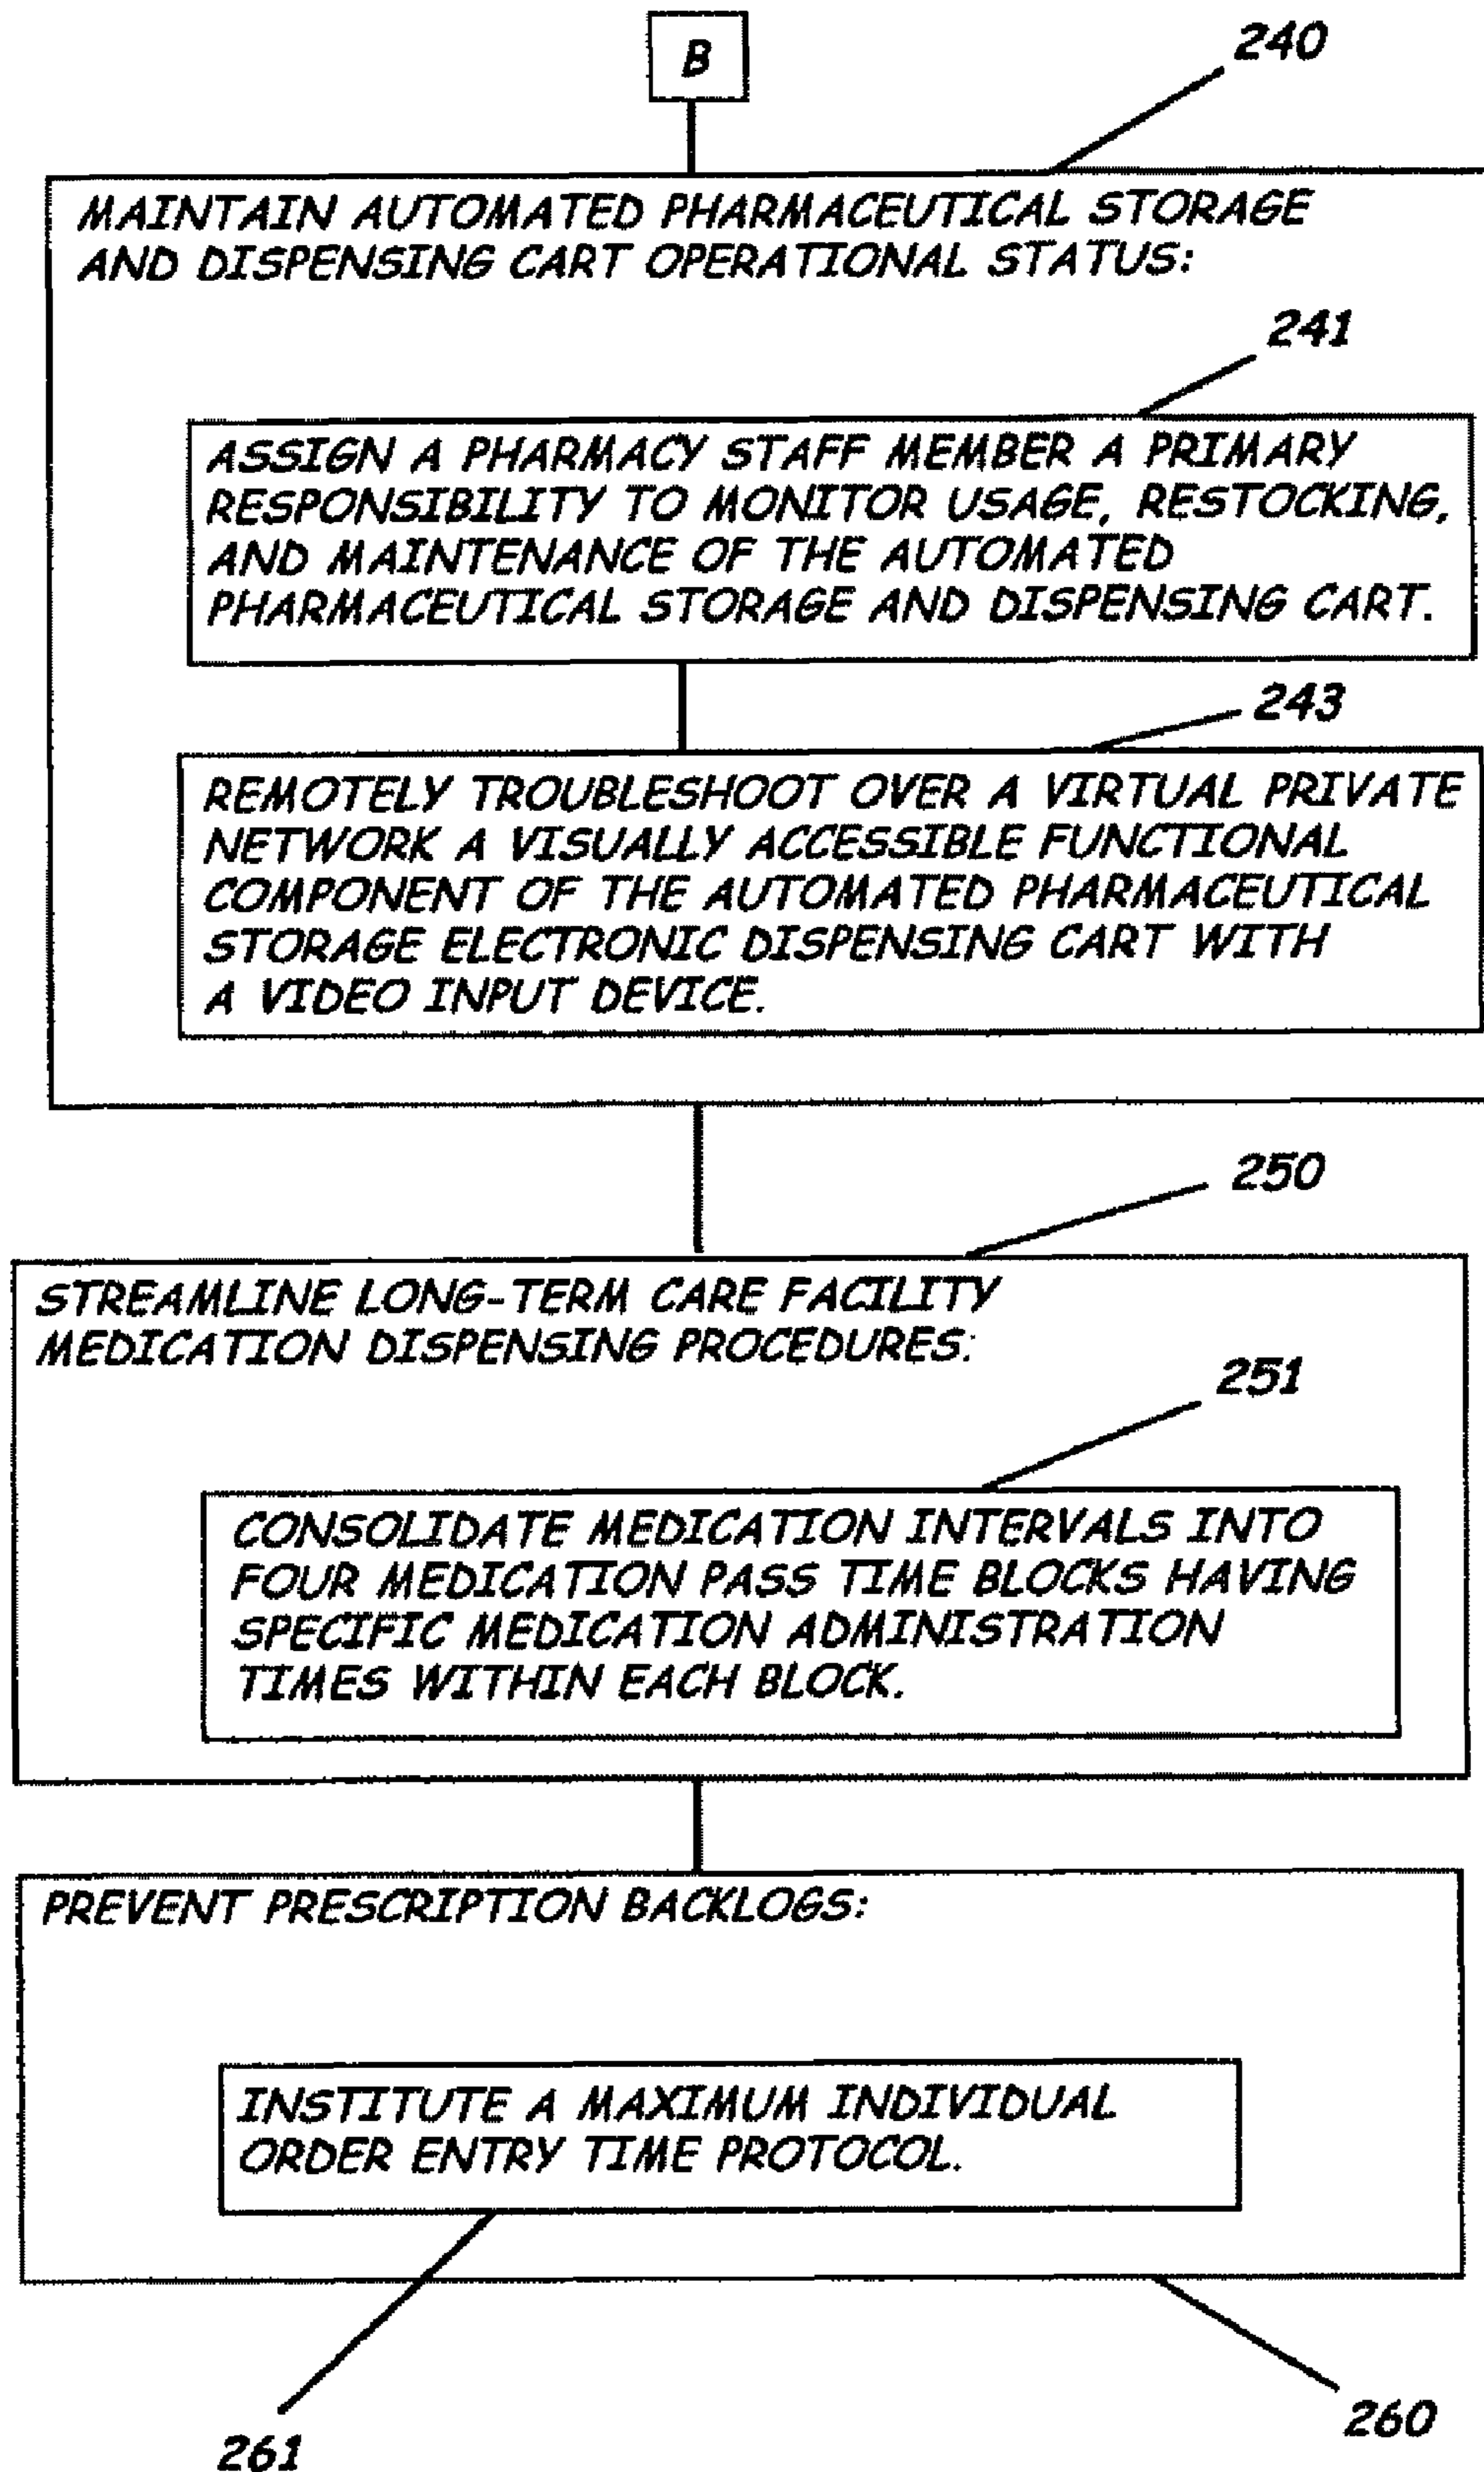 B
240
MAINTAIN AUTOMATED PHARMACEUTICAL STORAGE
AND DISPENSING CART OPERATIONAL STATUS:
241
ASSIGN A PHARMACY STAFF MEMBER A PRIMARY
RESPONSIBILITY TO MONITOR USAGE, RESTOCKING,
AND MAINTENANCE OF THE AUTOMATED
PHARMACEUTICAL STORAGE AND DISPENSING CART.
243
REMOTELY TROUBLESHOOT OVER A VIRTUAL PRIVATE
NETWORK A VISUALLY ACCESSIBLE FUNCTIONAL
COMPONENT OF THE AUTOMATED PHARMACEUTICAL
STORAGE ELECTRONIC DISPENSING CART WITH
A VIDEO INPUT DEVICE.
250
STREAMLINE LONG-TERM CARE FACILITY
MEDICATION DISPENSING PROCEDURES:
251
CONSOLIDATE MEDICATION INTERVALS INTO
FOUR MEDICATION PASS TIME BLOCKS HAVING
SPECIFIC MEDICATION ADMINISTRATION
TIMES WITHIN EACH BLOCK.
PREVENT PRESCRIPTION BACKLOGS:
INSTITUTE A MAXIMUM INDIVIDUAL
ORDER ENTRY TIME PROTOCOL.
260
261